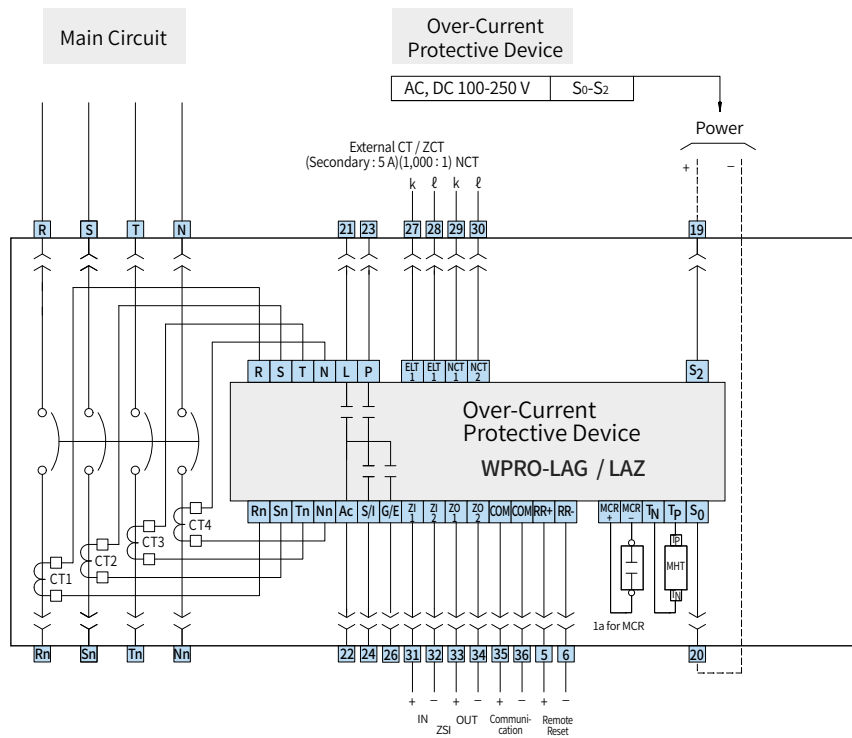 Main Circuit
Over-Current
Protective Device
AC, DC 100-250 V
S0-S2
Power
+
−
External CT / ZCT
(Secondary : 5 A)(1,000 : 1) NCT
k
ℓ
k
ℓ
R
S
T
N
21
23
27
28
29
30
19
R
S
T
N
L
P
ELT
1
ELT
1
NCT
1
NCT
2
S2
Over-Current
Protective Device
WPRO-LAG / LAZ
Rn
Sn
Tn
Nn
Ac
S/I
G/E
ZI
1
ZI
2
ZO
1
ZO
2
COM
COM
RR+
RR-
MCR
+
MCR
−
TN
TP
S0
CT4
CT3
CT2
CT1
TP
MHT
TN
1a for MCR
Rn
Sn
Tn
Nn
22
24
26
31
32
33
34
35
36
5
6
20
+
−
+
−
+
−
+
−
IN
OUT
ZSI
Communi-
cation
Remote
Reset